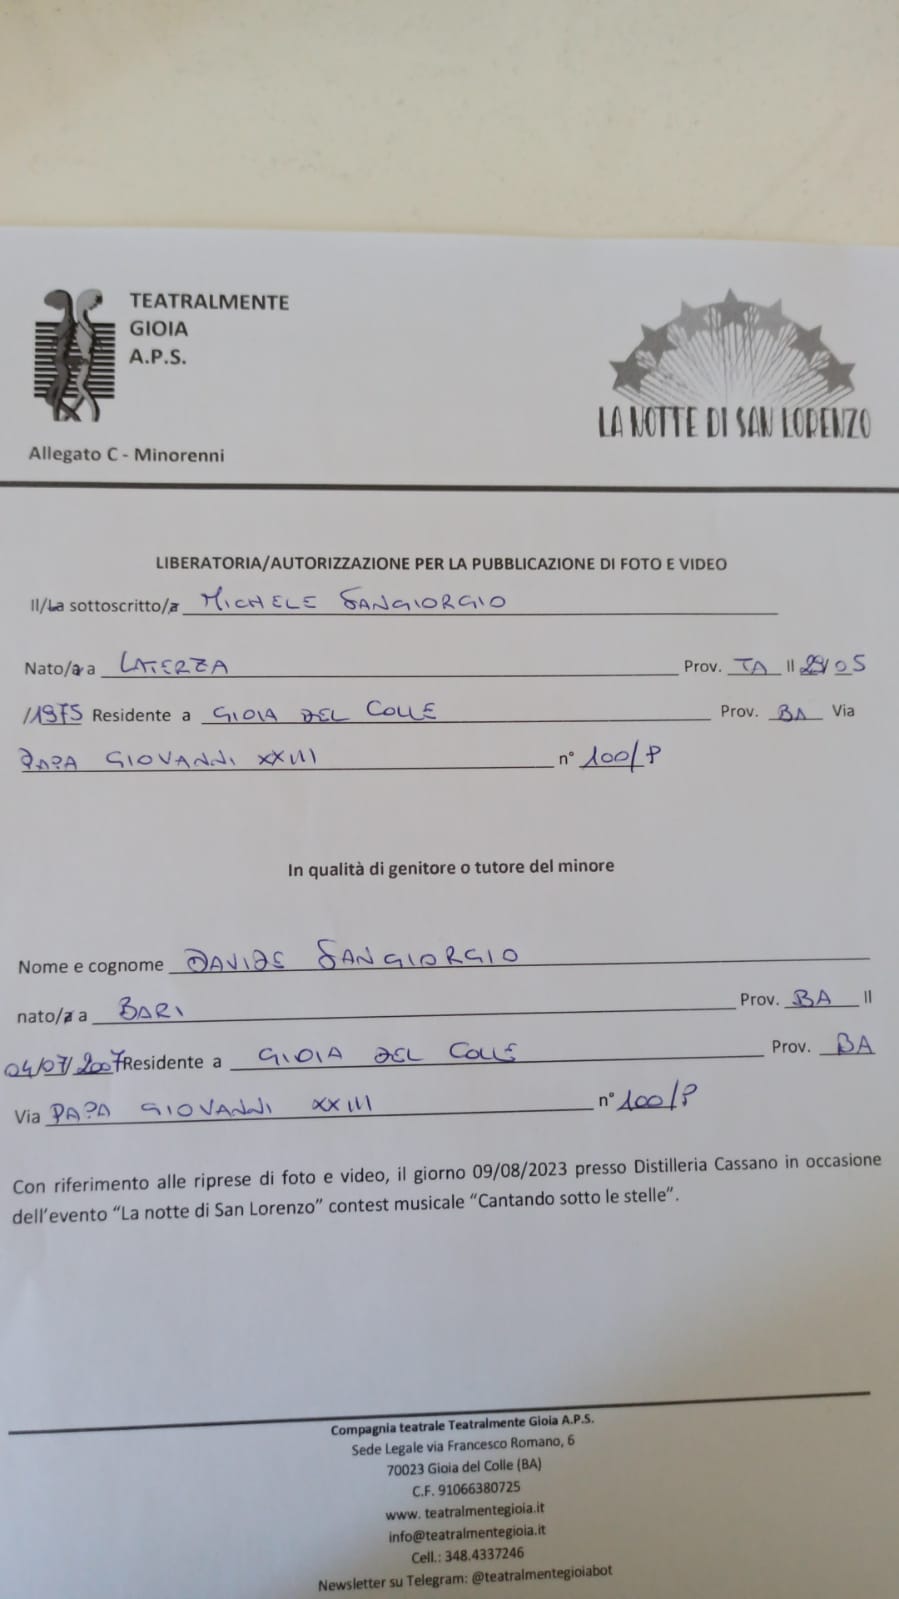 TEATRALMENTE
GIOIA
A.P.S.
LA NOTTE DI SAN LORENZO
Allegato C - Minorenni
LIBERATORIA/AUTORIZZAZIONE PER LA PUBBLICAZIONE DI FOTO E VIDEO
Il/La sottoscritto/a MICHELE SANGIORGIO
Nato/a a LATERZA Prov. TA Il 29/05
/1975 Residente a GIOIA DEL COLLE Prov. BA Via
PAPA GIOVANNI XXIII n° 100/P
In qualità di genitore o tutore del minore
Nome e cognome DAVIDE SANGIORGIO
nato/a a BARI Prov. BA Il
04/07/2007 Residente a GIOIA DEL COLLE Prov. BA
Via PAPA GIOVANNI XXIII n° 100/P
Con riferimento alle riprese di foto e video, il giorno 09/08/2023 presso Distilleria Cassano in occasione
dell'evento “La notte di San Lorenzo” contest musicale “Cantando sotto le stelle”.
Compagnia teatrale Teatralmente Gioia A.P.S.
Sede Legale via Francesco Romano, 6
70023 Gioia del Colle (BA)
C.F. 91066380725
www. teatralmentegioia.it
info@teatralmentegioia.it
Cell.: 348.4337246
Newsletter su Telegram: @teatralmentegioiabot